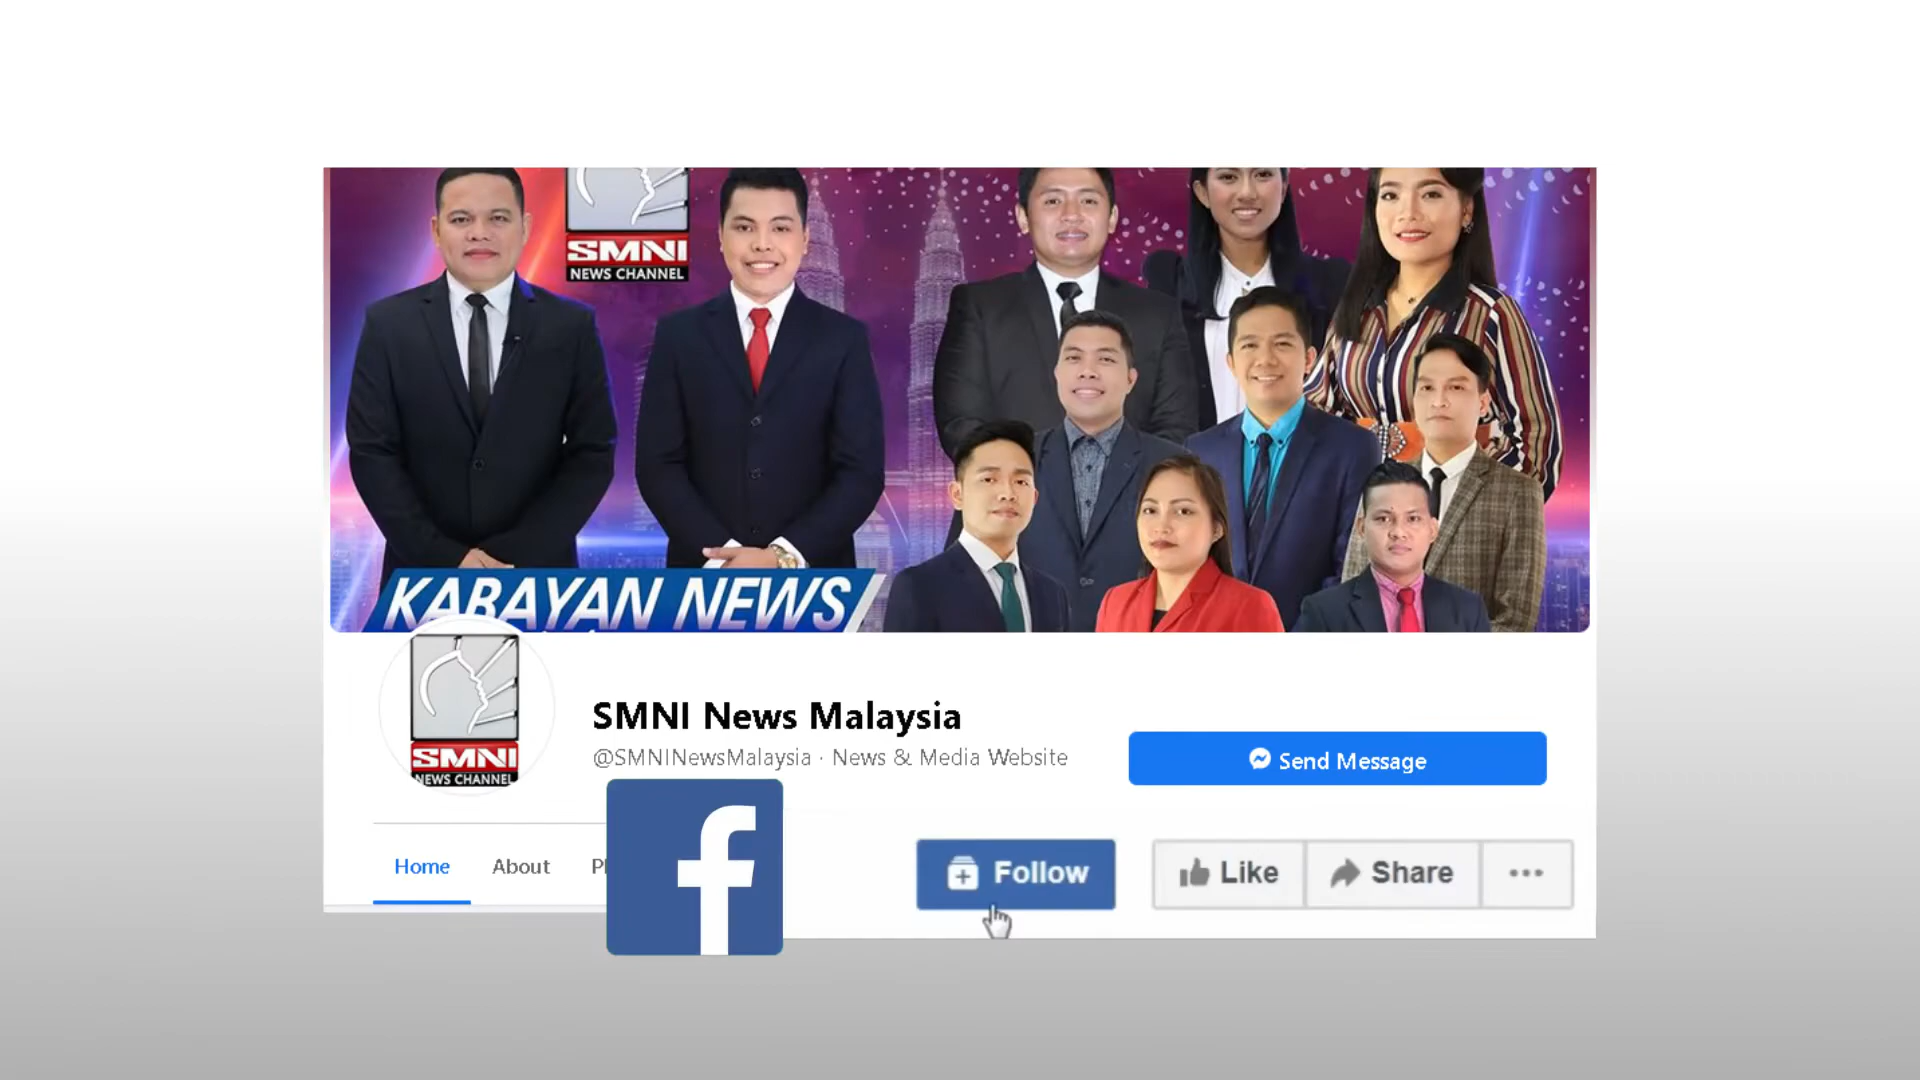 SMNI
NEWS CHANNEL
KABAYAN NEWS
SMNI
NEWS CHANNEL
SMNI News Malaysia
@SMNINewsMalaysia · News & Media Website
Send Message
Home
About
Follow
Like
Share